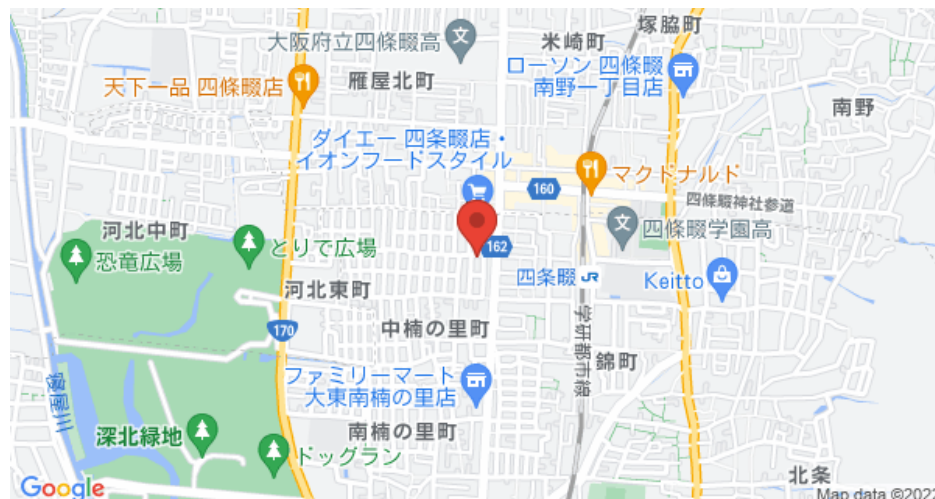 塚脇町
大阪府立四條畷高
米崎町
ローソン 四條畷
南野一丁目店
雁屋北町
天下一品 四條畷店
南野
ダイエー 四条畷店・
イオンフードスタイル
160
マクドナルド
四條畷神社参道
四條畷学園高
河北中町
とりで広場
162
恐竜広場
四条畷
JR
Keitto
河北東町
170
中楠の里町
学研都市線
錦町
ファミリーマート
大東南楠の里店
深北緑地
南楠の里町
ドッグラン
北条
Google
Map data ©202